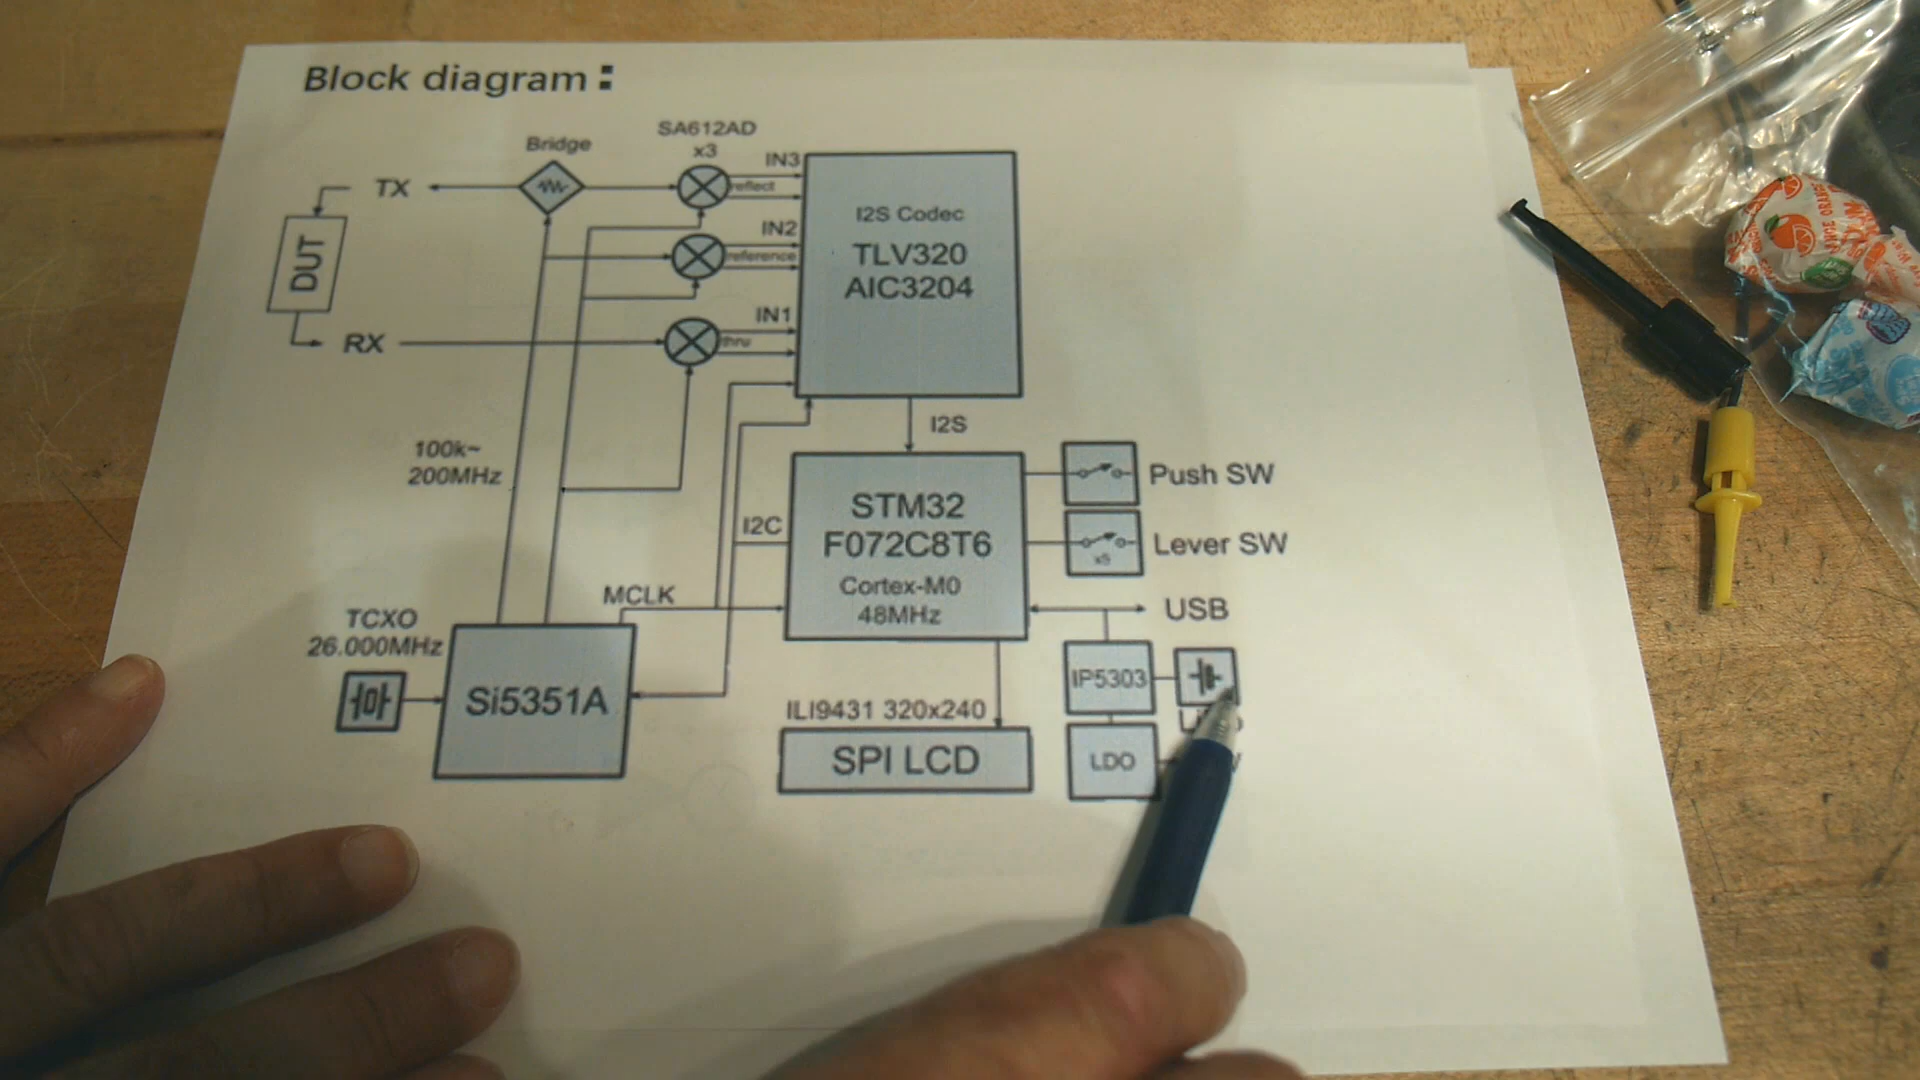 Block diagram :
SA612AD
x3
Bridge
IN3
TX
reflect
I2S Codec
IN2
DUT
TLV320
reference
AIC3204
IN1
RX
thru
I2S
100k~
200MHz
Push SW
STM32
I2C
F072C8T6
Lever SW
x5
Cortex-M0
MCLK
48MHz
USB
TCXO
26.000MHz
IP5303
Si5351A
ILI9431 320x240
SPI LCD
LDO